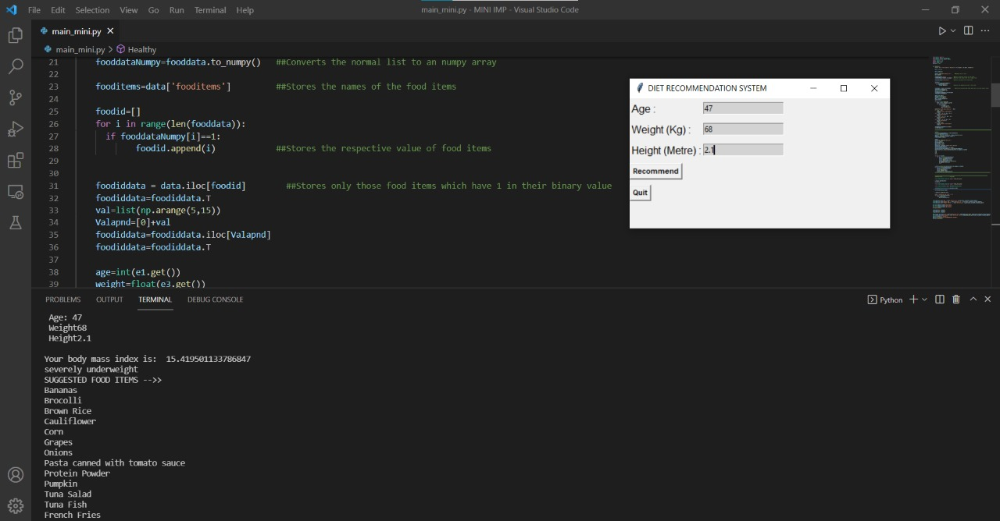 File Edit Selection View Go Run Terminal Help
main_mini.py - MINI IMP - Visual Studio Code
main_mini.py
main_mini.py > Healthy
21 fooddataNumpy=fooddata.to_numpy() ##Converts the normal list to an numpy array
22
23 fooditems=data['fooditems'] ##Stores the names of the food items
24
25 foodid=[]
26 for i in range(len(fooddata)):
27 if fooddataNumpy[i]==1:
28 foodid.append(i) ##Stores the respective value of food items
29
30
31 foodiddata = data.iloc[foodid] ##Stores only those food items which have 1 in their binary value
32 foodiddata=foodiddata.T
33 val=list(np.arange(5,15))
34 Valapnd=[0]+val
35 foodiddata=foodiddata.iloc[Valapnd]
36 foodiddata=foodiddata.T
37
38 age=int(e1.get())
39 weight=float(e3.get())
DIET RECOMMENDATION SYSTEM
Age : 47
Weight (Kg) : 68
Height (Metre) : 2.1
Recommend
Quit
PROBLEMS OUTPUT TERMINAL DEBUG CONSOLE
Python
Age: 47
Weight68
Height2.1
Your body mass index is: 15.419501133786847
severely underweight
SUGGESTED FOOD ITEMS -->>
Bananas
Brocolli
Brown Rice
Cauliflower
Corn
Grapes
Onions
Pasta canned with tomato sauce
Protein Powder
Pumpkin
Tuna Salad
Tuna Fish
French Fries